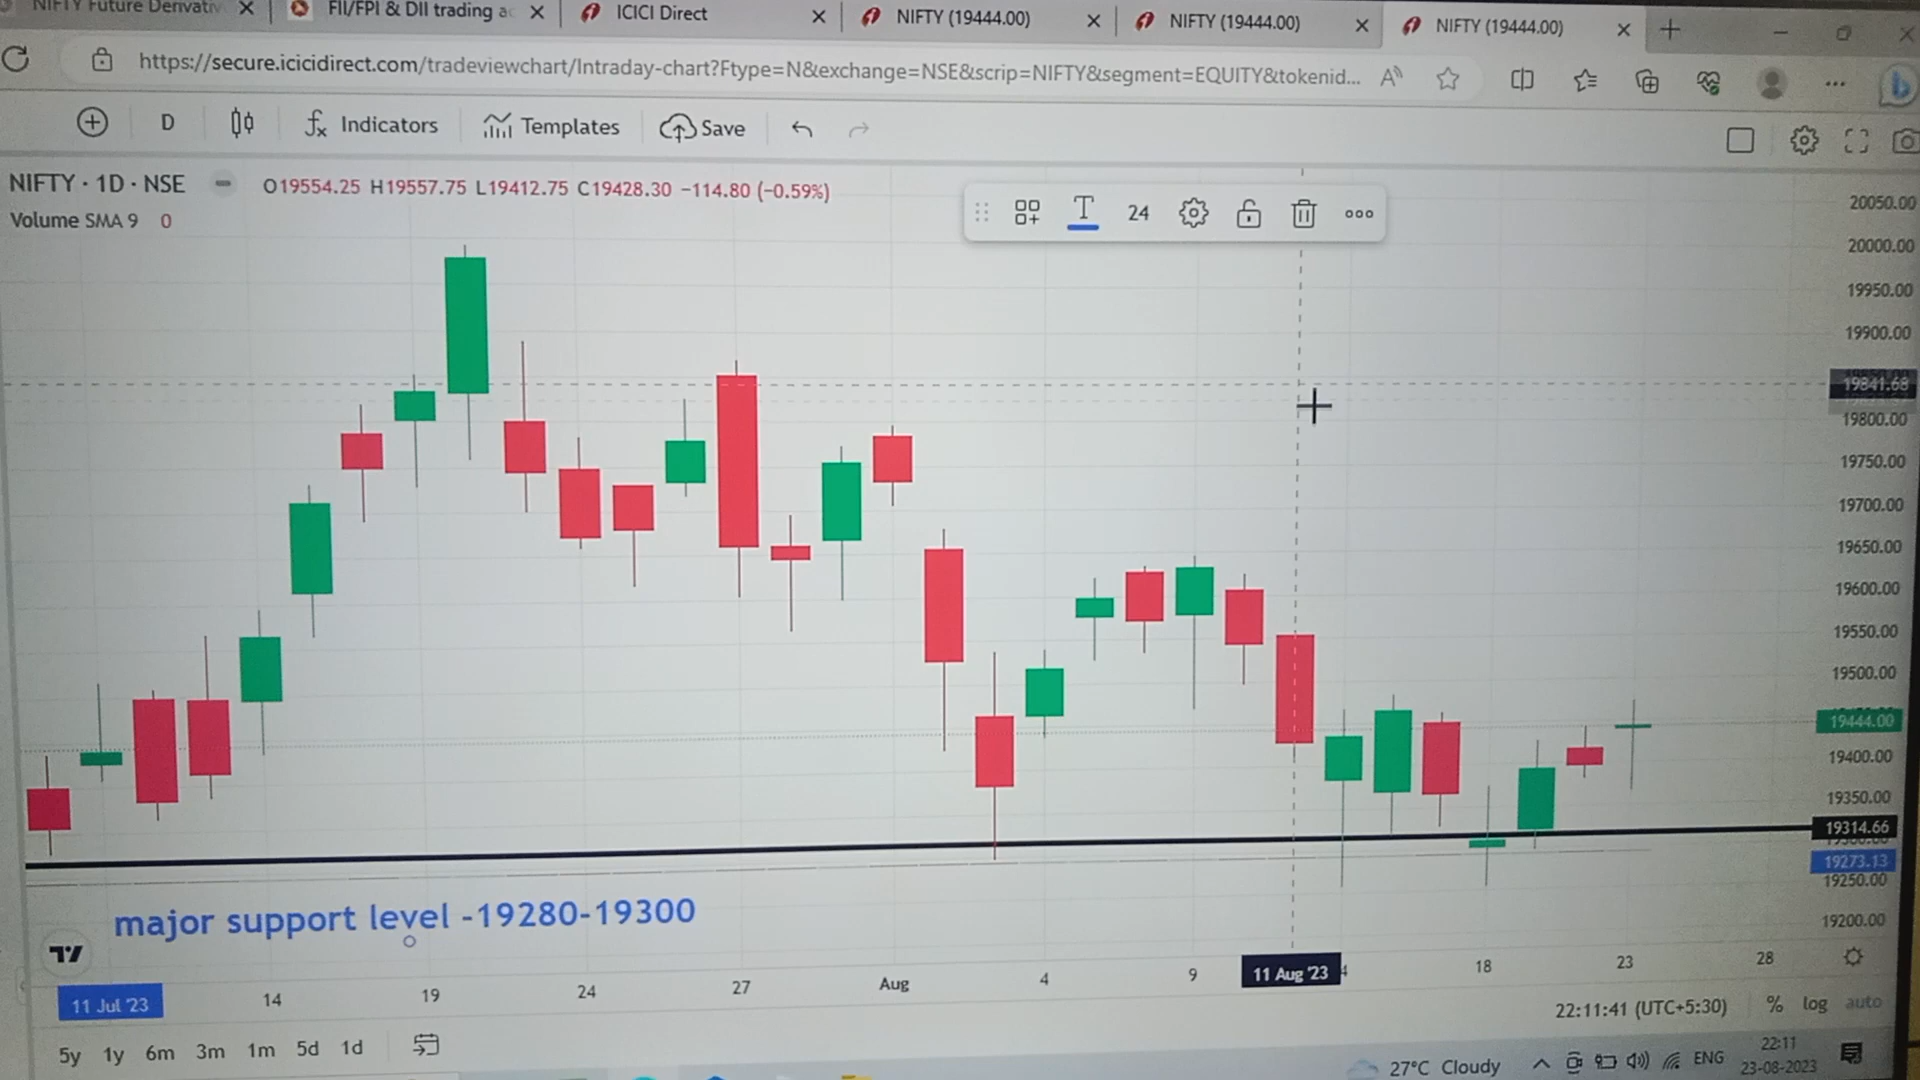 NIFTY Future Derivativ
FII/FPI & DII trading ac
ICICI Direct
NIFTY (19444.00)
NIFTY (19444.00)
NIFTY (19444.00)
https://secure.icicidirect.com/tradeviewchart/Intraday-chart?Ftype=N&exchange=NSE&scrip=NIFTY&segment=EQUITY&tokenid...
D
Indicators
Templates
Save
NIFTY · 1D · NSE
O19554.25 H19557.75 L19412.75 C19428.30 −114.80 (−0.59%)
Volume SMA 9 0
T
24
20050.00
20000.00
19950.00
19900.00
19841.68
19800.00
19750.00
19700.00
19650.00
19600.00
19550.00
19500.00
19444.00
19400.00
19350.00
19314.66
19273.13
19250.00
19200.00
major support level -19280-19300
11 Jul '23
14
19
24
27
Aug
4
9
11 Aug '23
18
23
28
22:11:41 (UTC+5:30)
%
log
auto
5y
1y
6m
3m
1m
5d
1d
27°C Cloudy
ENG
22:11
23-08-2023